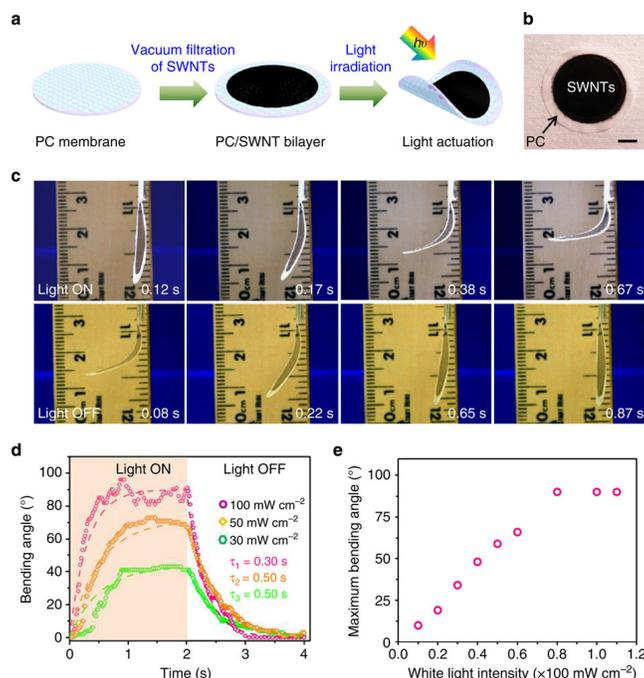 a
Vacuum filtration
of SWNTs
Light
irradiation
hυ
PC membrane
PC/SWNT bilayer
Light actuation
b
SWNTs
PC
c
Light ON
0.12 s
0.17 s
0.38 s
0.67 s
Light OFF
0.08 s
0.22 s
0.65 s
0.87 s
d
Light ON
Light OFF
100 mW cm⁻²
50 mW cm⁻²
30 mW cm⁻²
τ₁ = 0.30 s
τ₂ = 0.50 s
τ₃ = 0.50 s
Bending angle (°)
100
80
60
40
20
0
0
1
2
3
4
Time (s)
e
Maximum bending angle (°)
100
75
50
25
0
0.0
0.2
0.4
0.6
0.8
1.0
1.2
White light intensity (×100 mW cm⁻²)